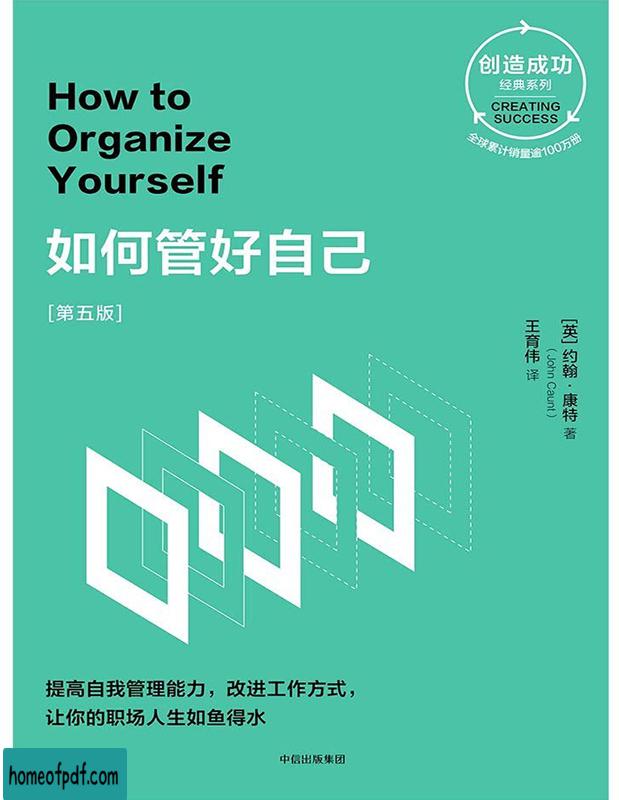 How to
Organize
Yourself
如何管好自己
[第五版]
创造成功
经典系列
CREATING
SUCCESS
全球累计销量逾100万册
[英] 约翰·康特 著
(John Caunt)
王育伟 译
提高自我管理能力，改进工作方式，
让你的职场人生如鱼得水
中信出版集团
homeofpdf.com